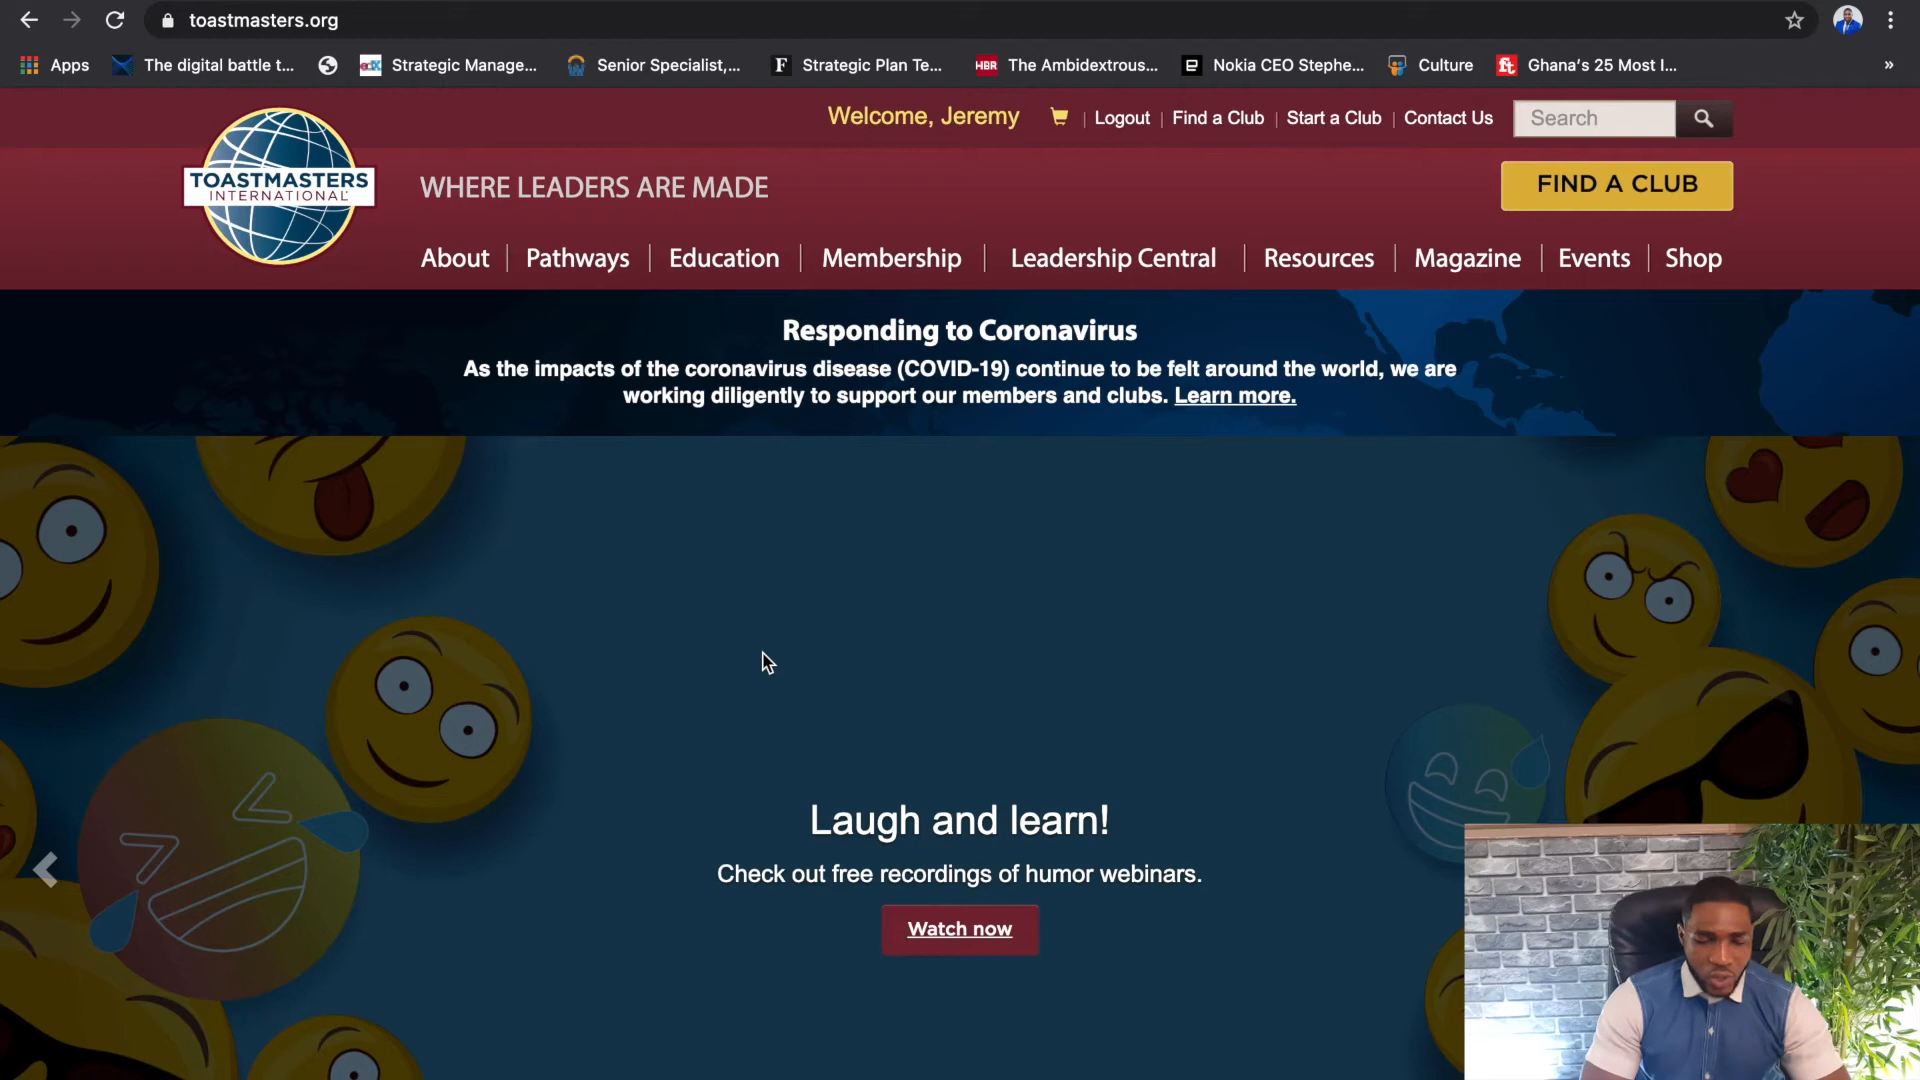 toastmasters.org
Apps
The digital battle t...
Strategic Manage...
Senior Specialist,...
F
Strategic Plan Te...
HBR
The Ambidextrous...
Nokia CEO Stephe...
Culture
ft
Ghana's 25 Most I...
»
Welcome, Jeremy
Logout | Find a Club | Start a Club | Contact Us
Search
TOASTMASTERS
INTERNATIONAL
WHERE LEADERS ARE MADE
FIND A CLUB
About | Pathways | Education | Membership | Leadership Central | Resources | Magazine | Events | Shop
Responding to Coronavirus
As the impacts of the coronavirus disease (COVID-19) continue to be felt around the world, we are
working diligently to support our members and clubs. Learn more.
Laugh and learn!
Check out free recordings of humor webinars.
Watch now